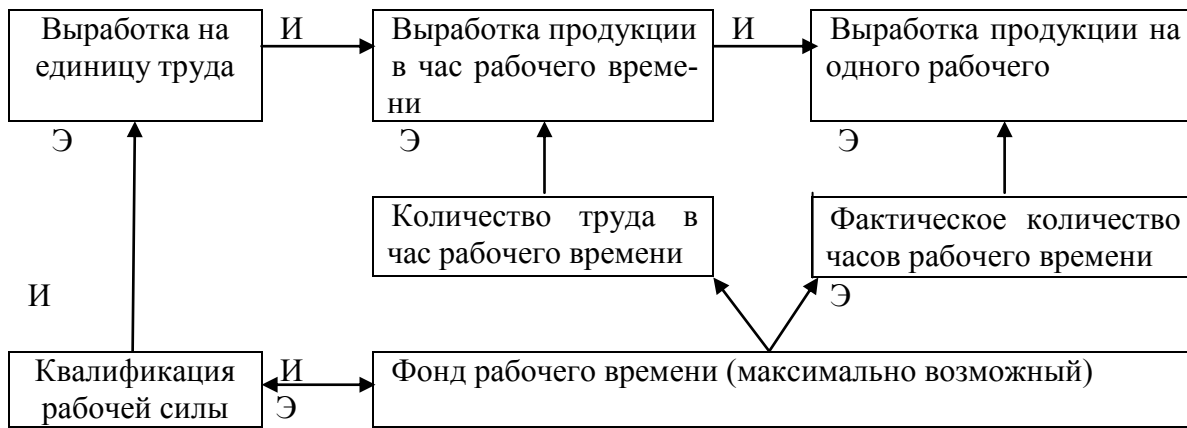 Выработка на
единицу труда
И
Выработка продукции
в час рабочего време-
ни
И
Выработка продукции на
одного рабочего
Э
Э
Э
Количество труда в
час рабочего времени
Фактическое количество
часов рабочего времени
И
Э
Квалификация
рабочей силы
И
Э
Фонд рабочего времени (максимально возможный)